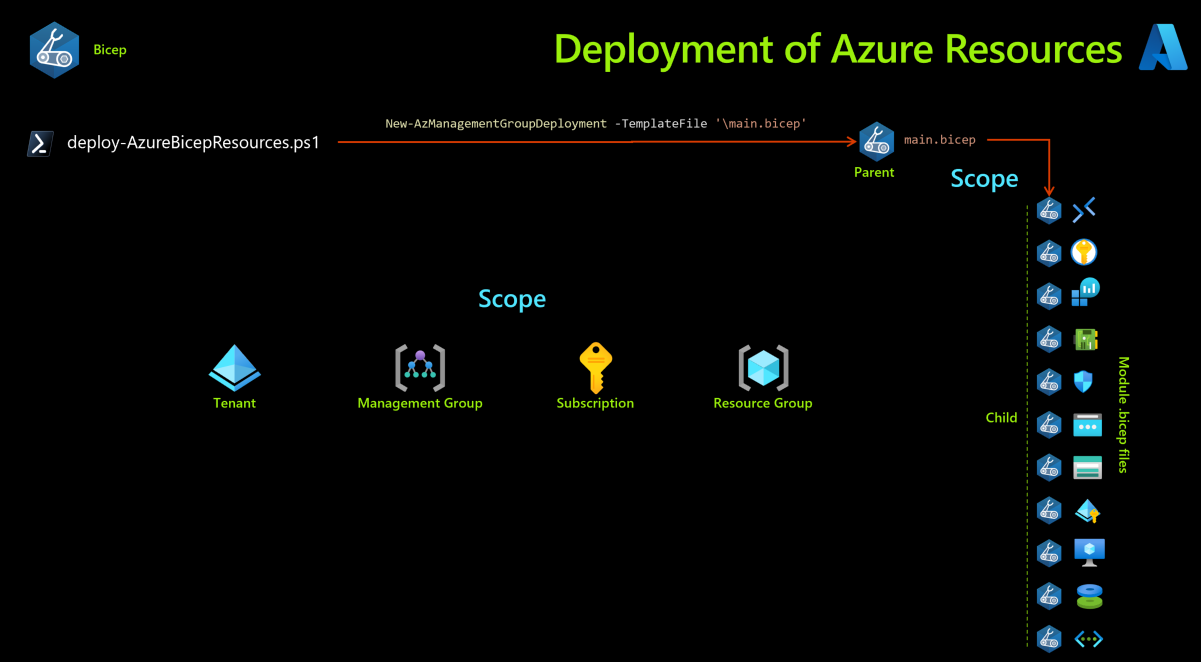 Bicep
Deployment of Azure Resources
deploy-AzureBicepResources.ps1
New-AzManagementGroupDeployment -TemplateFile '\main.bicep'
main.bicep
Parent
Scope
Scope
Tenant
Management Group
Subscription
Resource Group
Child
Module .bicep files